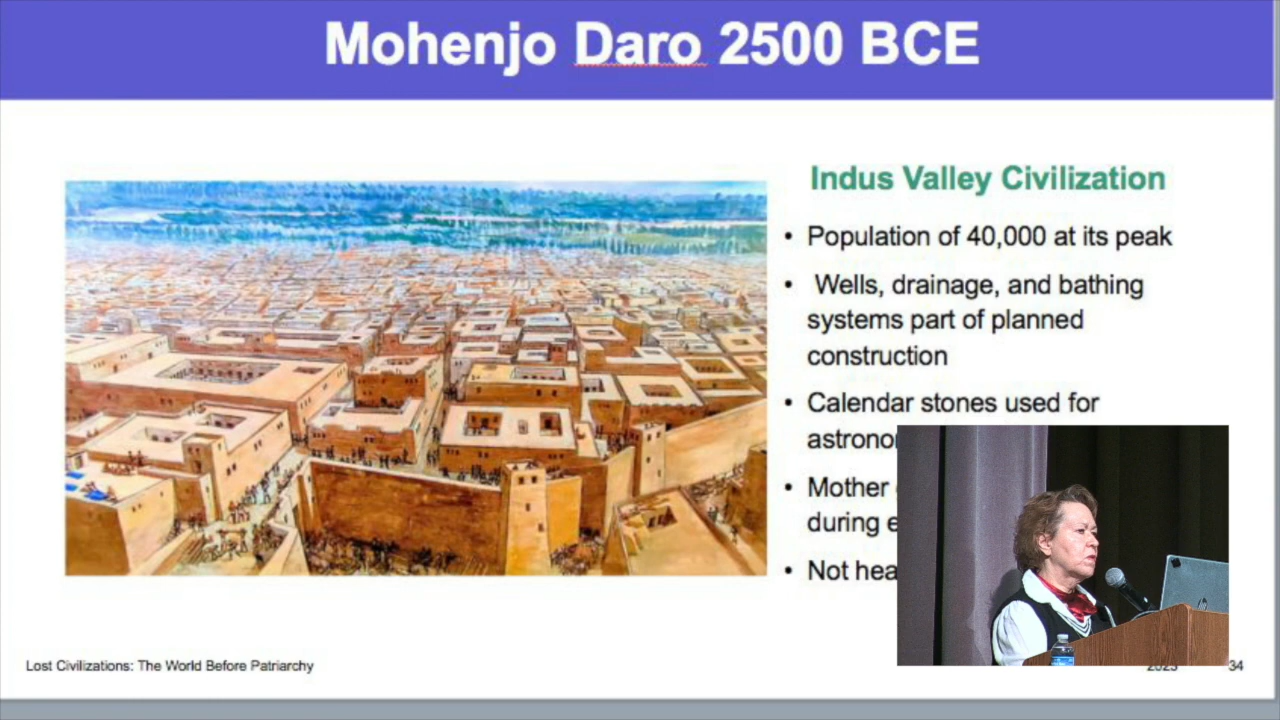 Mohenjo Daro 2500 BCE
Indus Valley Civilization
• Population of 40,000 at its peak
• Wells, drainage, and bathing
systems part of planned
construction
• Calendar stones used for
• Mother
during
• Not
Lost Civilizations: The World Before Patriarchy
34